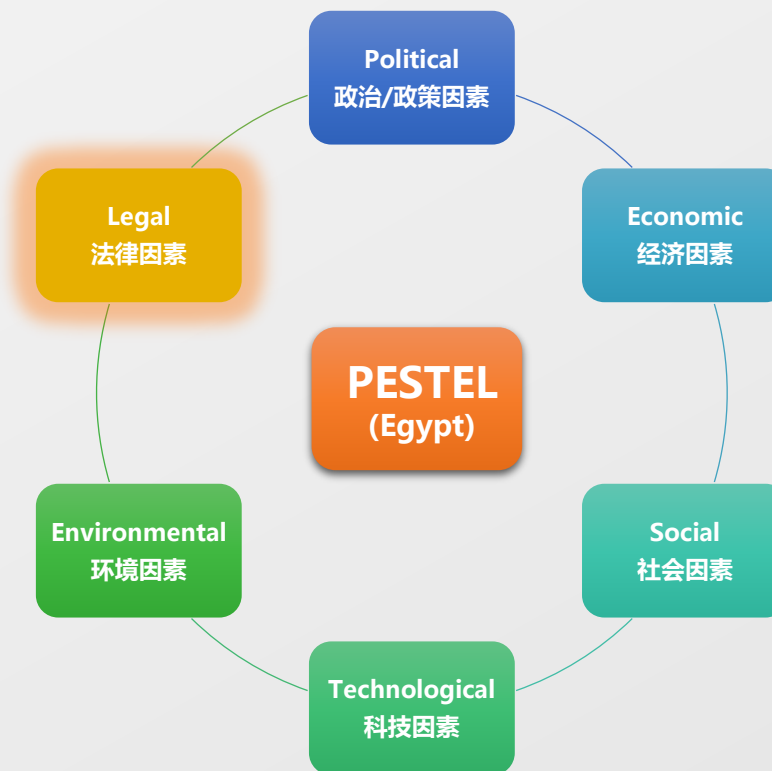 Political
政治/政策因素
Legal
法律因素
Economic
经济因素
PESTEL
(Egypt)
Environmental
环境因素
Social
社会因素
Technological
科技因素